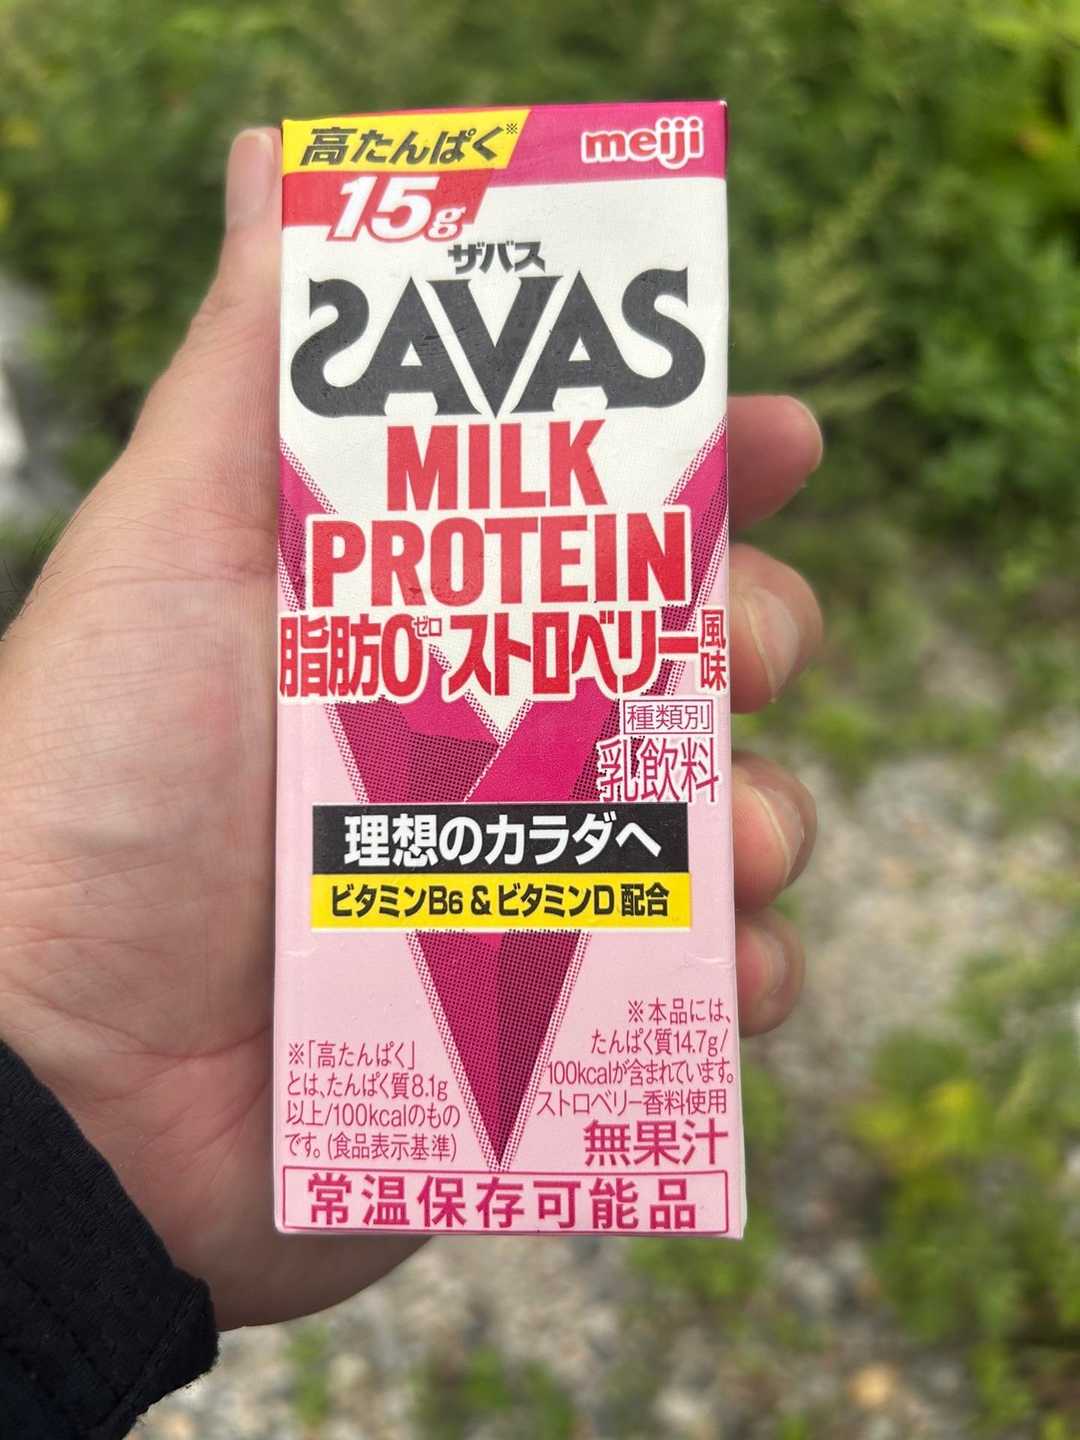 高たんぱく※
meiji
15g
ザバス
SAVAS
MILK
PROTEIN
脂肪0ゼロ ストロベリー風味
種類別
乳飲料
理想のカラダへ
ビタミンB6 & ビタミンD 配合
※本品には、
たんぱく質14.7g/
100kcalが含まれています。
ストロベリー香料使用
無果汁
※「高たんぱく」
とは、たんぱく質8.1g
以上/100kcalのもの
です。(食品表示基準)
常温保存可能品